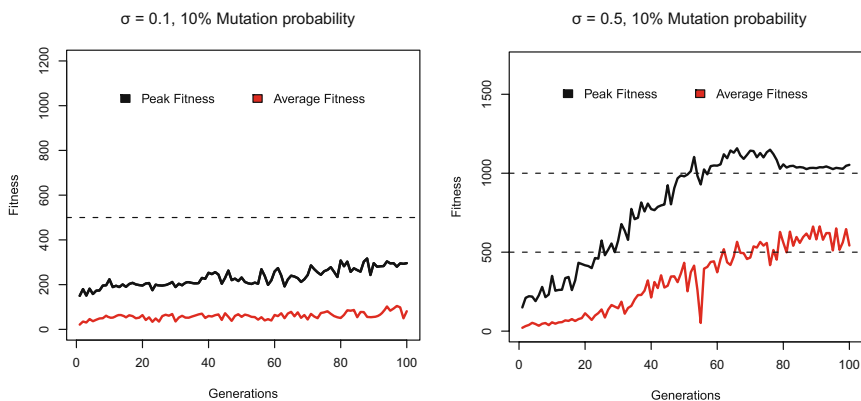 σ = 0.1, 10% Mutation probability
1200
1000
800
600
400
200
0
Fitness
Peak Fitness
Average Fitness
0 20 40 60 80 100
Generations
σ = 0.5, 10% Mutation probability
1500
1000
500
0
Fitness
Peak Fitness
Average Fitness
0 20 40 60 80 100
Generations